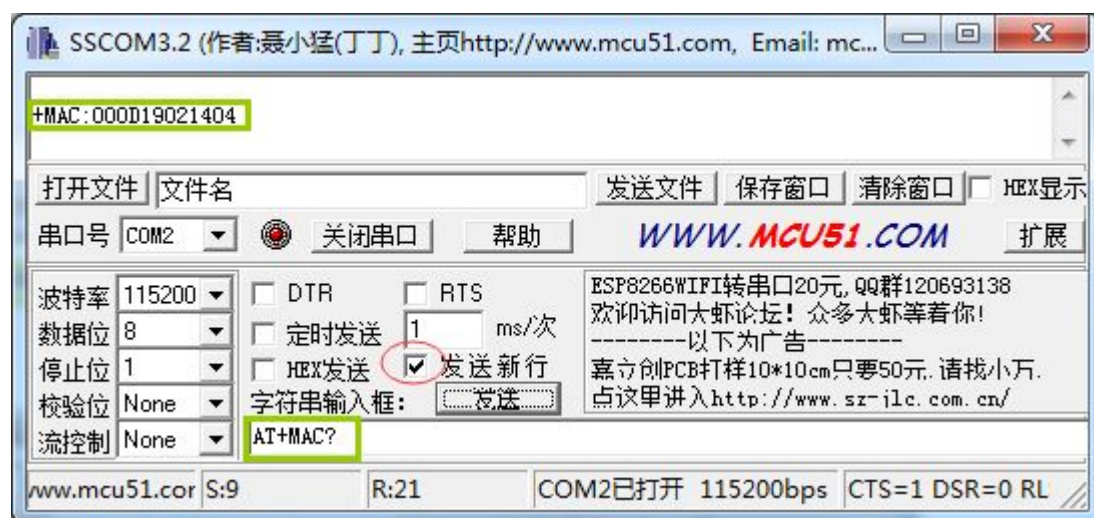 SSCOM3.2 (作者:聂小猛(丁丁), 主页http://www.mcu51.com, Email: mc...
+MAC:000D19021404
打开文件 文件名 发送文件 保存窗口 清除窗口 HEX显示
串口号 COM2 关闭串口 帮助 WWW.MCU51.COM 扩展
波特率 115200 DTR RTS
数据位 8 定时发送 1 ms/次
停止位 1 HEX发送 发送新行
校验位 None 字符串输入框: 发送
流控制 None AT+MAC?
ESP8266WIFI转串口20元,QQ群120693138
欢迎访问大虾论坛! 众多大虾等着你!
--------以下为广告--------
嘉立创PCB打样10*10cm只要50元.请找小万.
点这里进入http://www.sz-jlc.com.cn/
www.mcu51.cor S:9 R:21 COM2已打开 115200bps CTS=1 DSR=0 RL